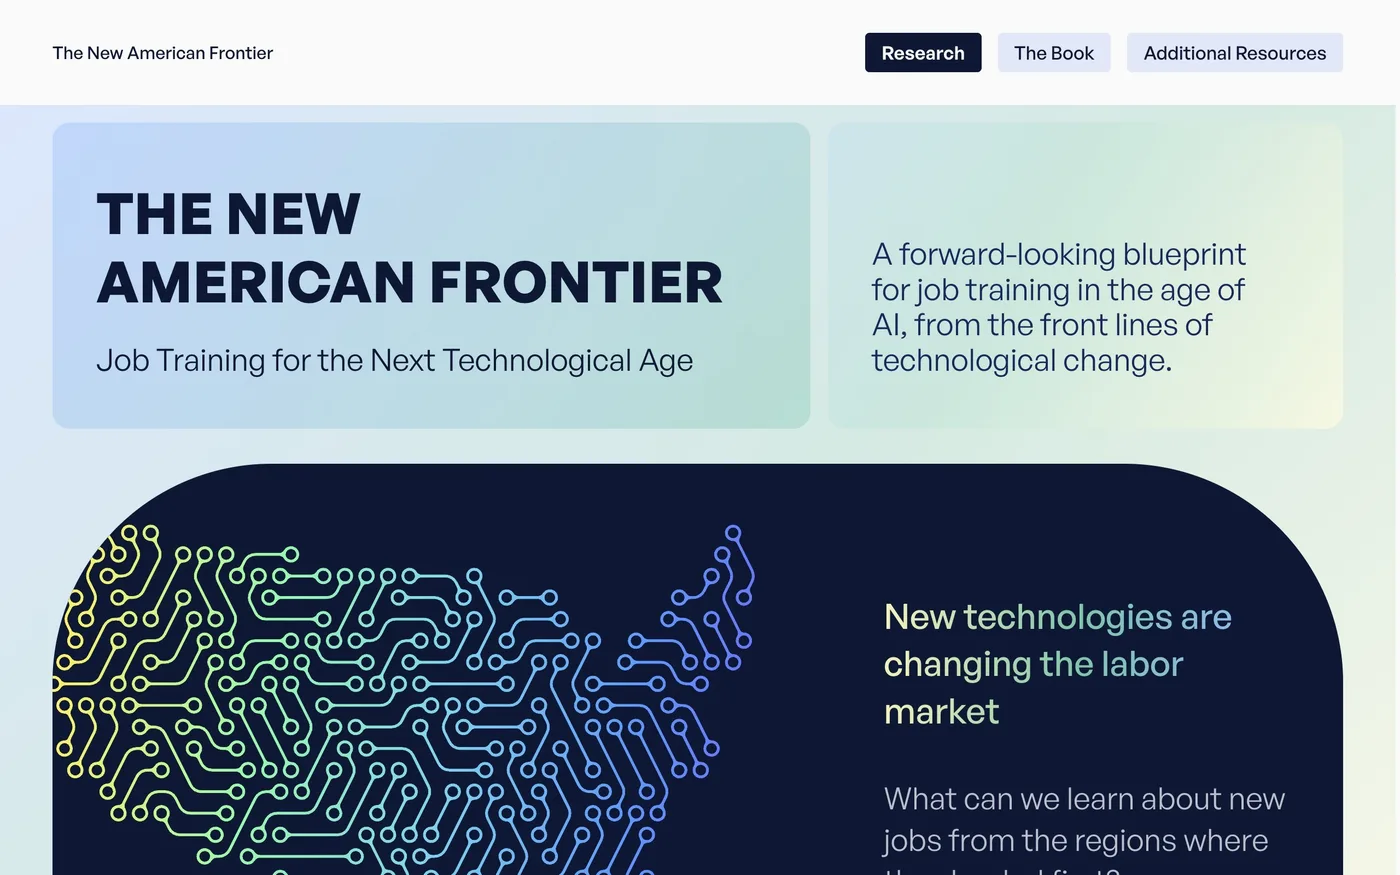 The New American Frontier
Research
The Book
Additional Resources
THE NEW
AMERICAN FRONTIER
Job Training for the Next Technological Age
A forward-looking blueprint
for job training in the age of
AI, from the front lines of
technological change.
New technologies are
changing the labor
market
What can we learn about new
jobs from the regions where